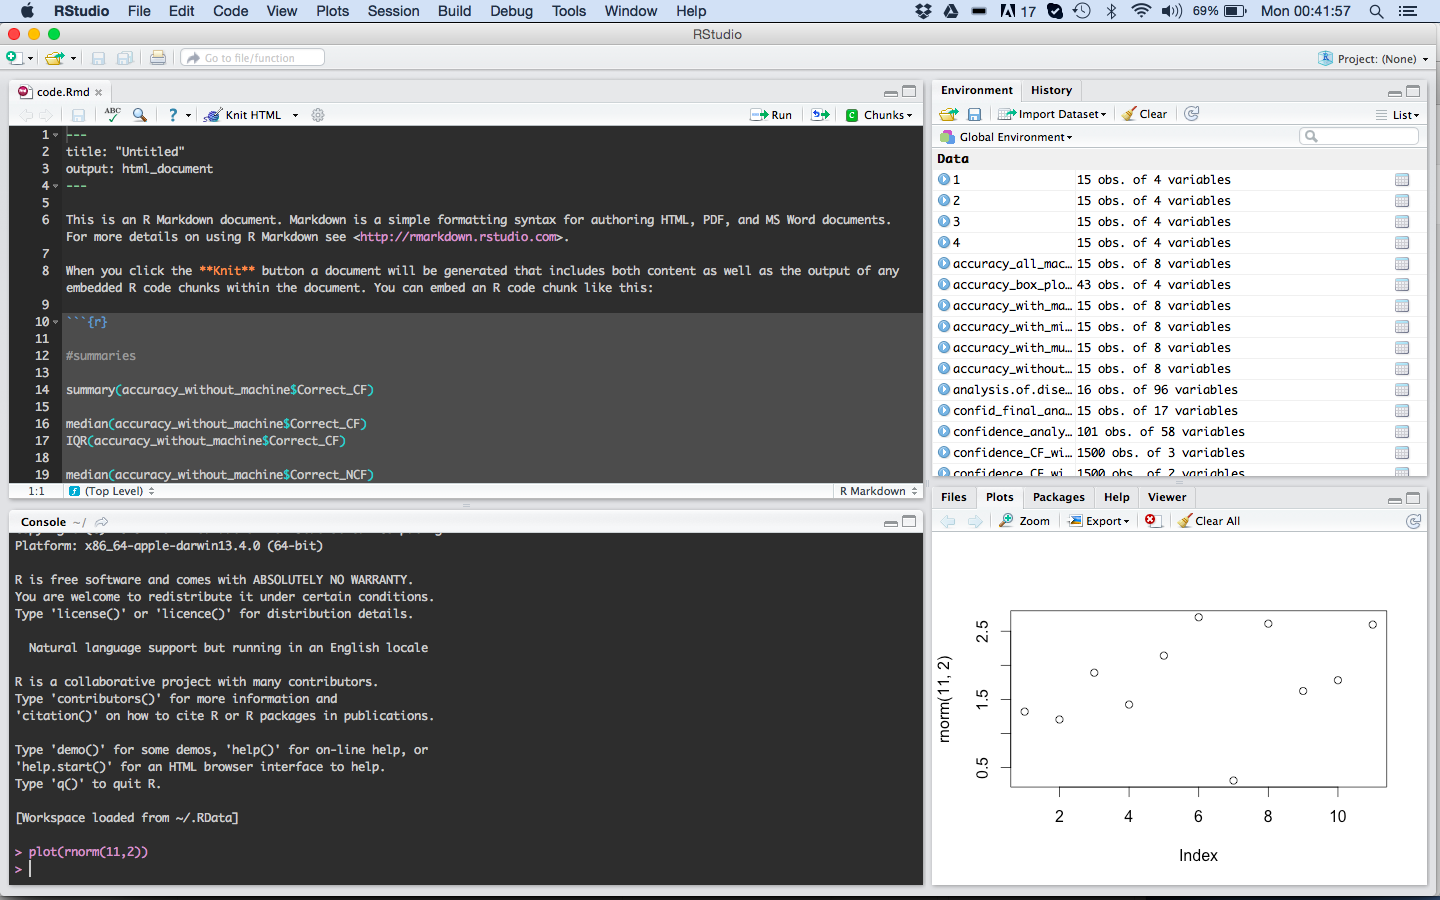 RStudio File Edit Code View Plots Session Build Debug Tools Window Help 17 69% Mon 00:41:57
RStudio
Go to file/function Project: (None)
code.Rmd
ABC ? Knit HTML Run Chunks
1 ---
2 title: "Untitled"
3 output: html_document
4 ---
5
6 This is an R Markdown document. Markdown is a simple formatting syntax for authoring HTML, PDF, and MS Word documents.
For more details on using R Markdown see <http://rmarkdown.rstudio.com>.
7
8 When you click the **Knit** button a document will be generated that includes both content as well as the output of any
embedded R code chunks within the document. You can embed an R code chunk like this:
9
10 ```{r}
11
12 #summaries
13
14 summary(accuracy_without_machine$Correct_CF)
15
16 median(accuracy_without_machine$Correct_CF)
17 IQR(accuracy_without_machine$Correct_CF)
18
19 median(accuracy_without_machine$Correct_NCF)
1:1 (Top Level) R Markdown
Console ~/
Platform: x86_64-apple-darwin13.4.0 (64-bit)
R is free software and comes with ABSOLUTELY NO WARRANTY.
You are welcome to redistribute it under certain conditions.
Type 'license()' or 'licence()' for distribution details.
Natural language support but running in an English locale
R is a collaborative project with many contributors.
Type 'contributors()' for more information and
'citation()' on how to cite R or R packages in publications.
Type 'demo()' for some demos, 'help()' for on-line help, or
'help.start()' for an HTML browser interface to help.
Type 'q()' to quit R.
[Workspace loaded from ~/.RData]
> plot(rnorm(11,2))
>
Environment History
Import Dataset Clear List
Global Environment
Data
1 15 obs. of 4 variables
2 15 obs. of 4 variables
3 15 obs. of 4 variables
4 15 obs. of 4 variables
accuracy_all_mac... 15 obs. of 8 variables
accuracy_box_plo... 43 obs. of 4 variables
accuracy_with_ma... 15 obs. of 8 variables
accuracy_with_mi... 15 obs. of 8 variables
accuracy_with_mu... 15 obs. of 8 variables
accuracy_without... 15 obs. of 8 variables
analysis.of.dise... 16 obs. of 96 variables
confid_final_ana... 15 obs. of 17 variables
confidence_analy... 101 obs. of 58 variables
confidence_CF_wi... 1500 obs. of 3 variables
confidence_CF_wi... 1500 obs. of 2 variables
Files Plots Packages Help Viewer
Zoom Export Clear All
rnorm(11, 2)
2.5
1.5
0.5
2 4 6 8 10
Index